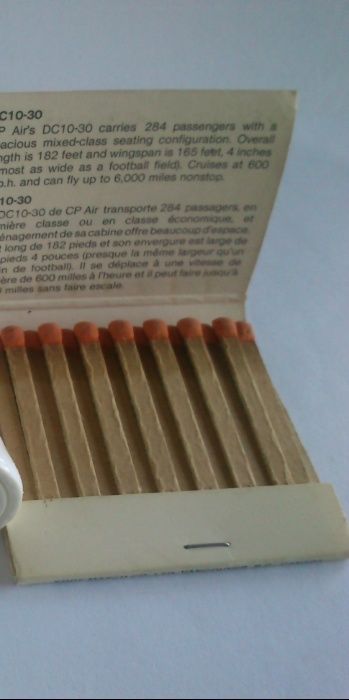 C10-30
P Air's DC10-30 carries 284 passengers with a
acious mixed-class seating configuration. Overall
ngth is 182 feet and wingspan is 165 feet, 4 inches
most as wide as a football field). Cruises at 600
p.h. and can fly up to 6,000 miles nonstop.
10-30
DC10-30 de CP Air transporte 284 passagers, en
mière classe ou en classe économique, et
énagement de sa cabine offre beaucoup d'espace.
t long de 182 pieds et son envergure est large de
pieds 4 pouces (presque la même largeur qu'un
in de football). Il se déplace à une vitesse de
ère de 600 milles à l'heure et il peut faire jusqu'à
milles sans faire escale.